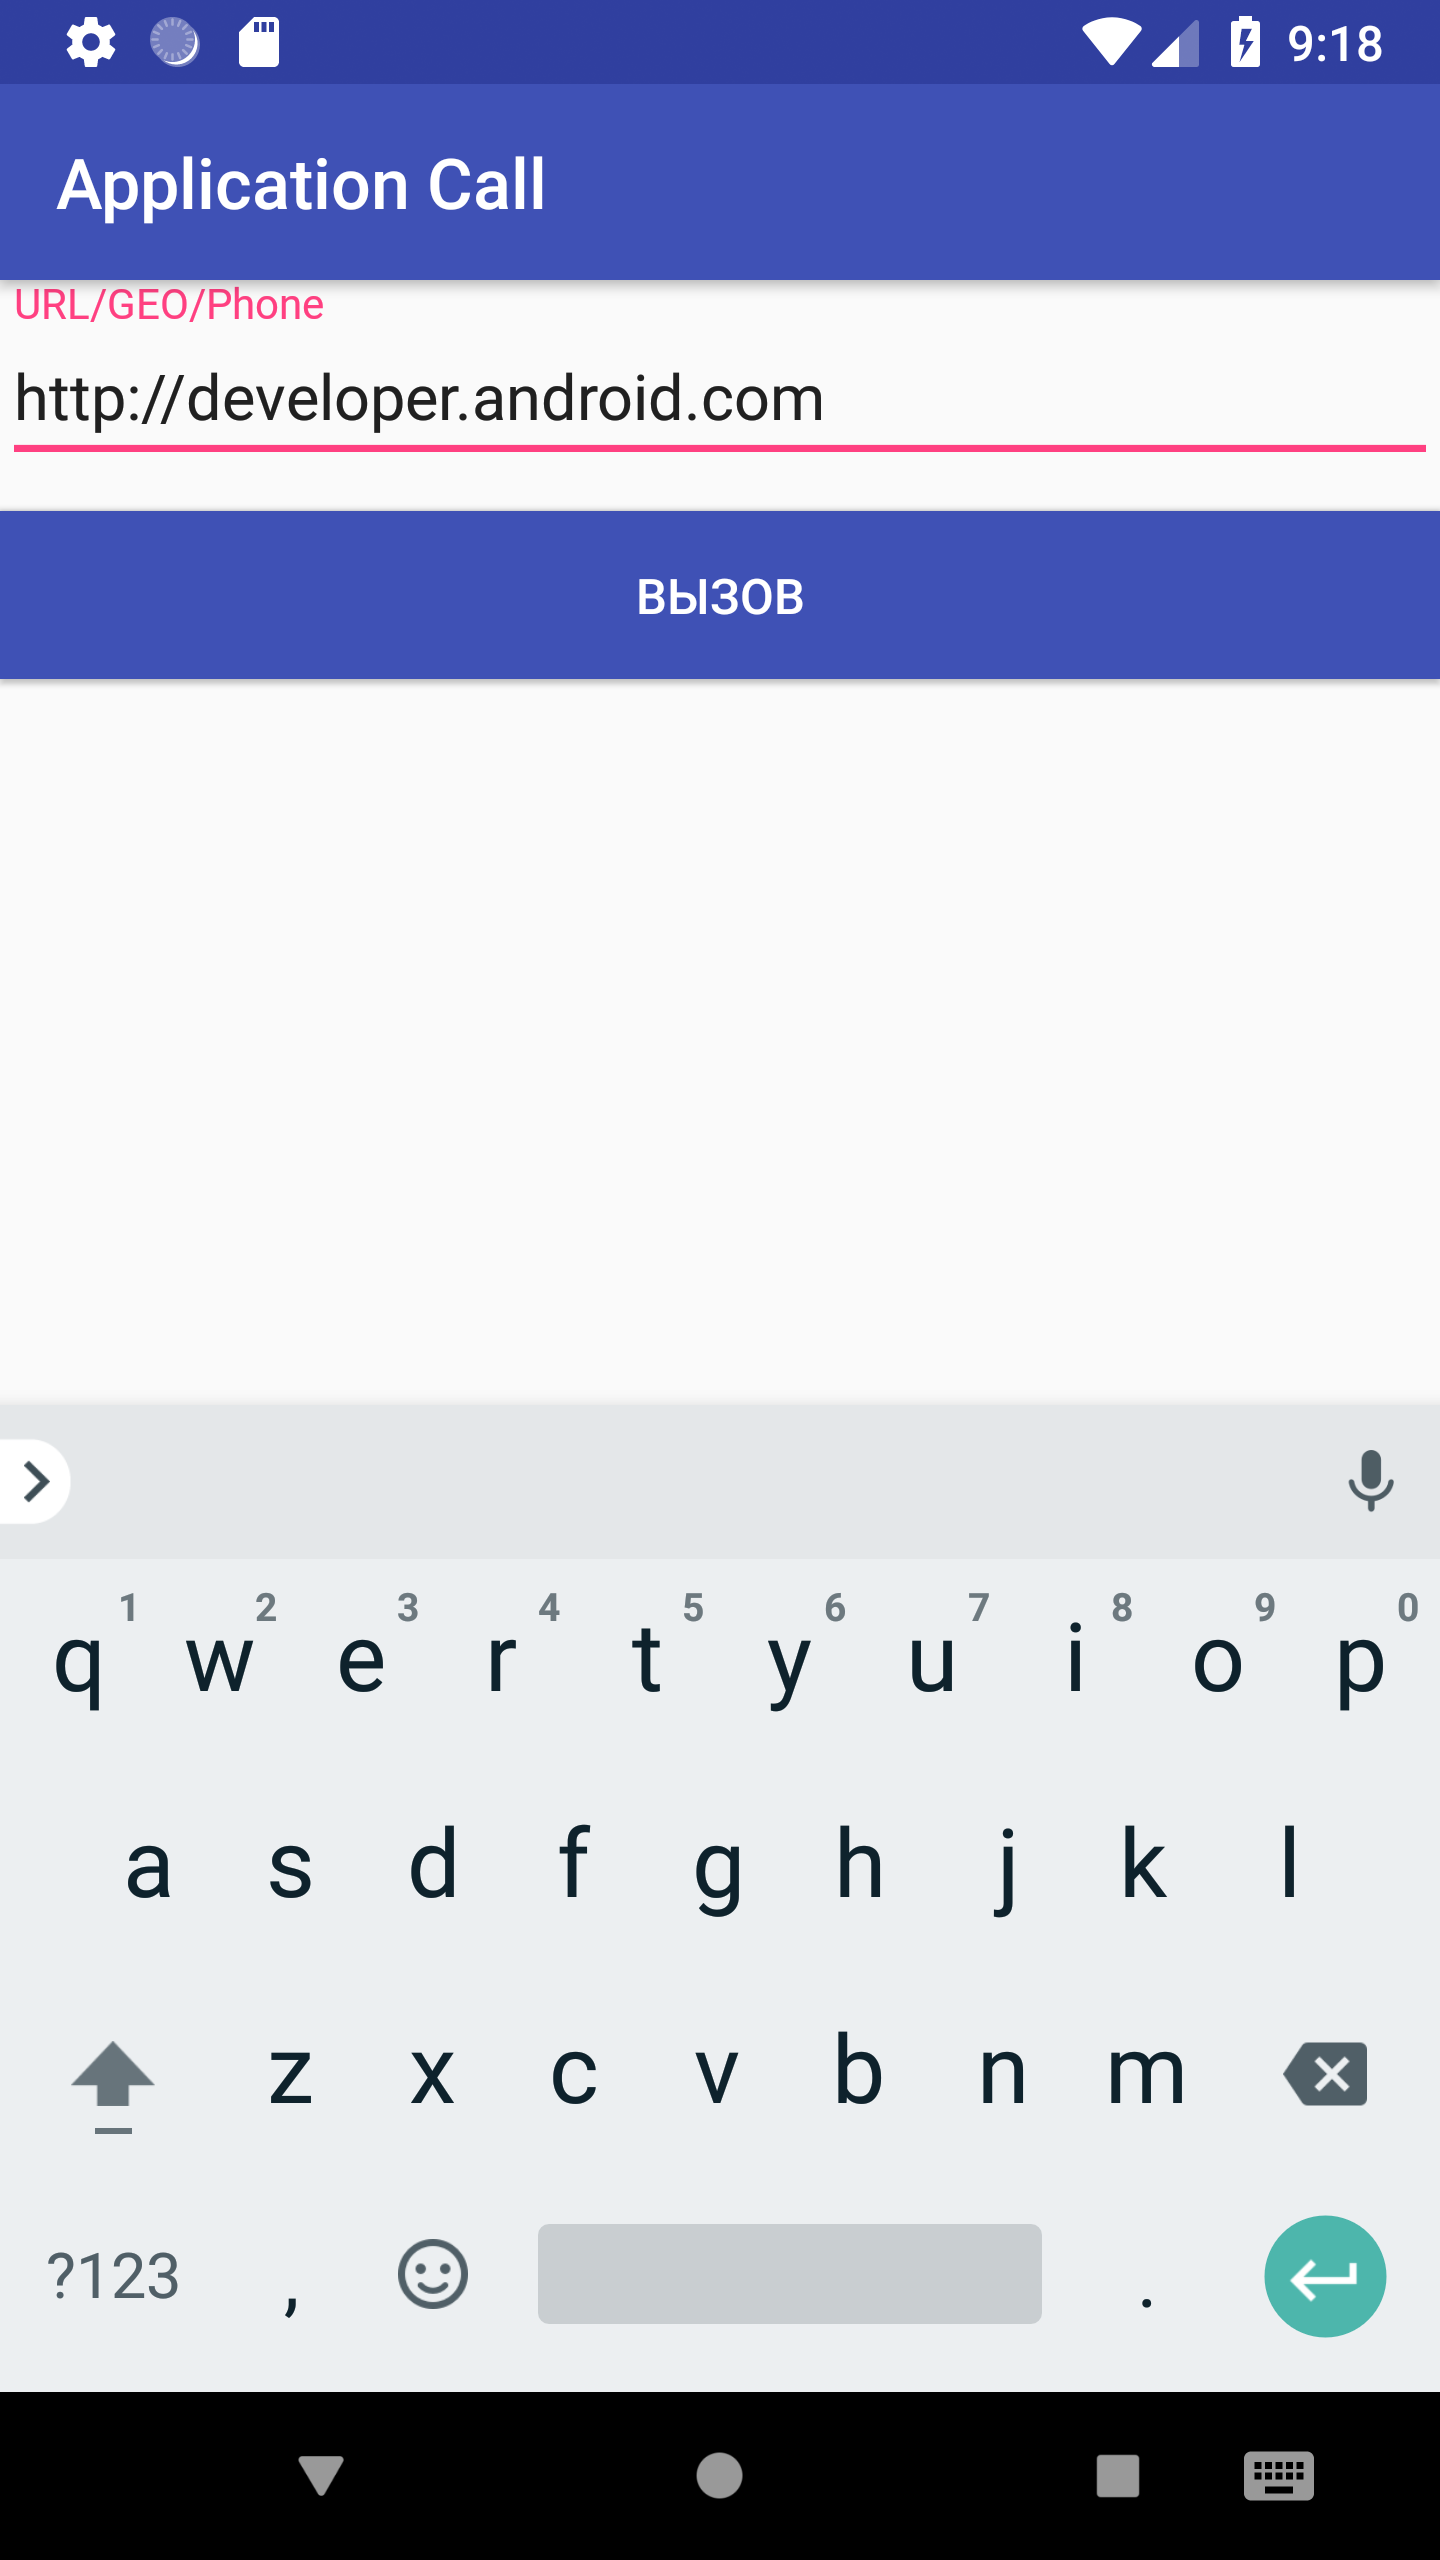 9:18
Application Call
URL/GEO/Phone
http://developer.android.com
ВЫЗОВ
1 2 3 4 5 6 7 8 9 0
q w e r t y u i o p
a s d f g h j k l
z x c v b n m
?123 , .